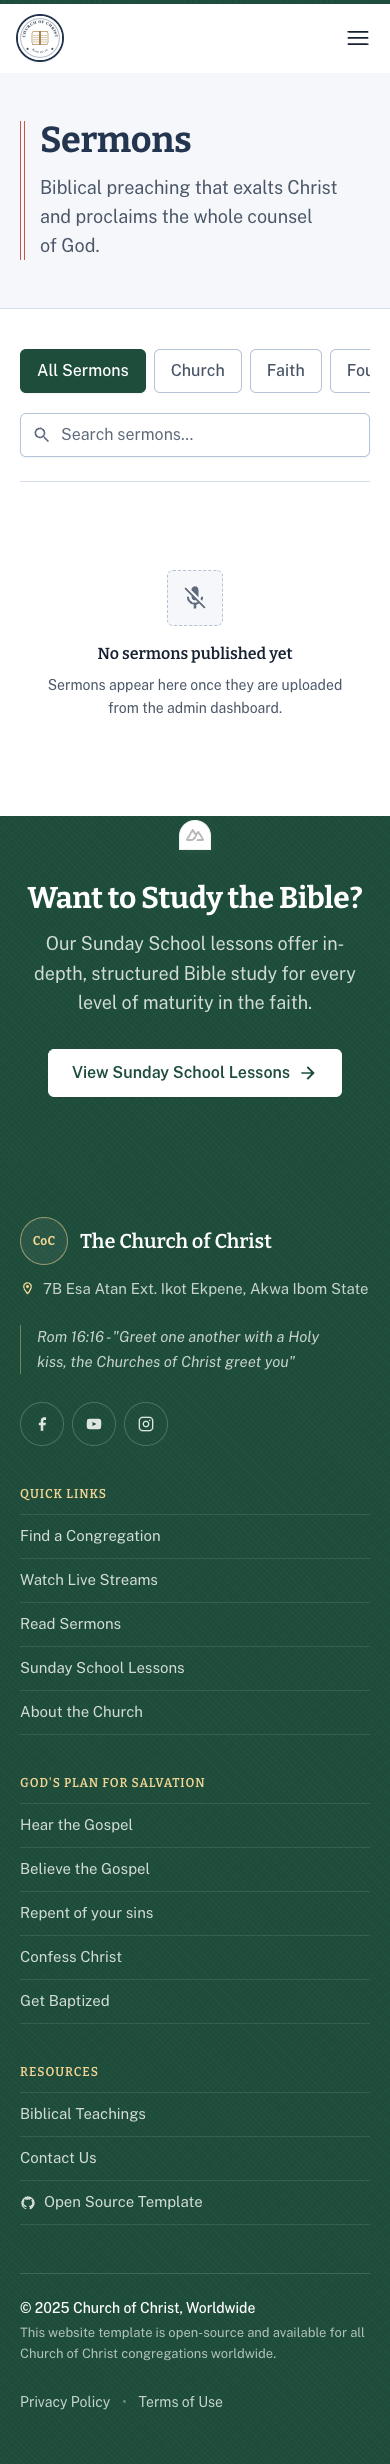 CHURCH OF CHRIST
Sermons
Biblical preaching that exalts Christ
and proclaims the whole counsel
of God.
All Sermons
Church
Faith
Fou
Search sermons...
No sermons published yet
Sermons appear here once they are uploaded
from the admin dashboard.
Want to Study the Bible?
Our Sunday School lessons offer in-
depth, structured Bible study for every
level of maturity in the faith.
View Sunday School Lessons
CoC
The Church of Christ
7B Esa Atan Ext. Ikot Ekpene, Akwa Ibom State
Rom 16:16 - "Greet one another with a Holy
kiss, the Churches of Christ greet you"
QUICK LINKS
Find a Congregation
Watch Live Streams
Read Sermons
Sunday School Lessons
About the Church
GOD'S PLAN FOR SALVATION
Hear the Gospel
Believe the Gospel
Repent of your sins
Confess Christ
Get Baptized
RESOURCES
Biblical Teachings
Contact Us
Open Source Template
© 2025 Church of Christ, Worldwide
This website template is open-source and available for all
Church of Christ congregations worldwide.
Privacy Policy • Terms of Use